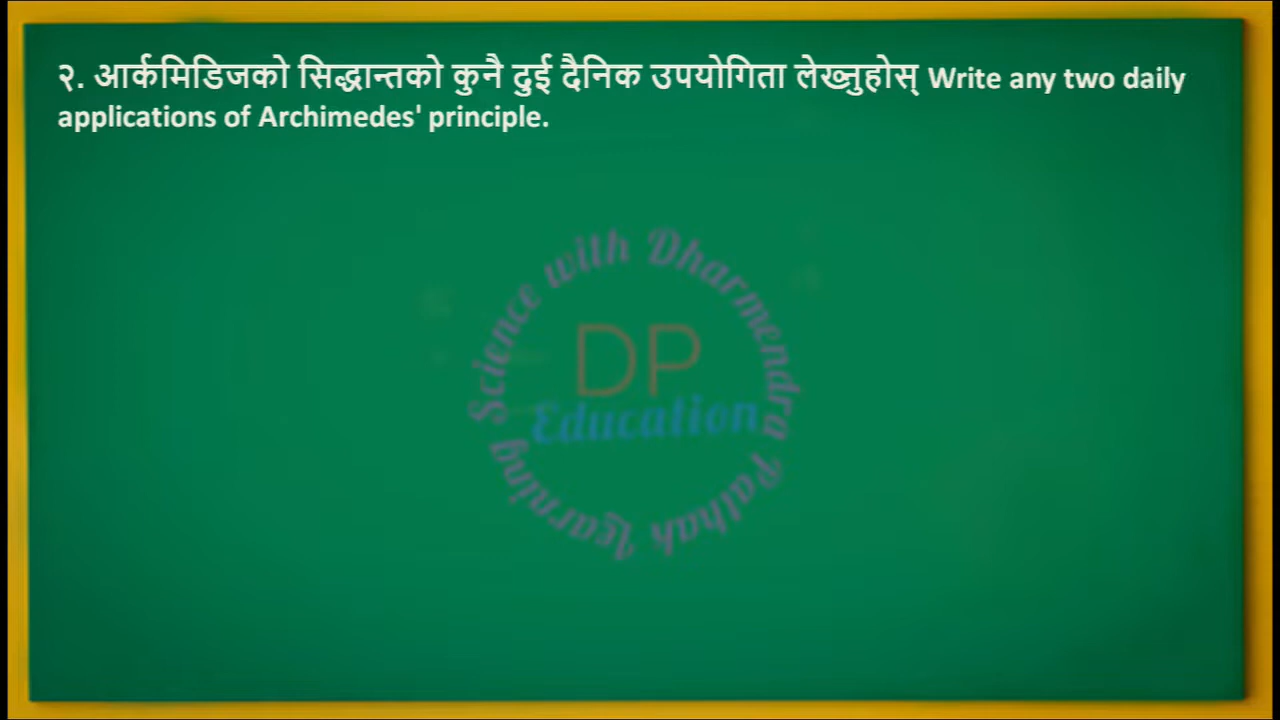 २. आर्कमिडिजको सिद्धान्तको कुनै दुई दैनिक उपयोगिता लेख्नुहोस् Write any two daily
applications of Archimedes' principle.
Learning Science with Dharmendra Pathak
DP
Education